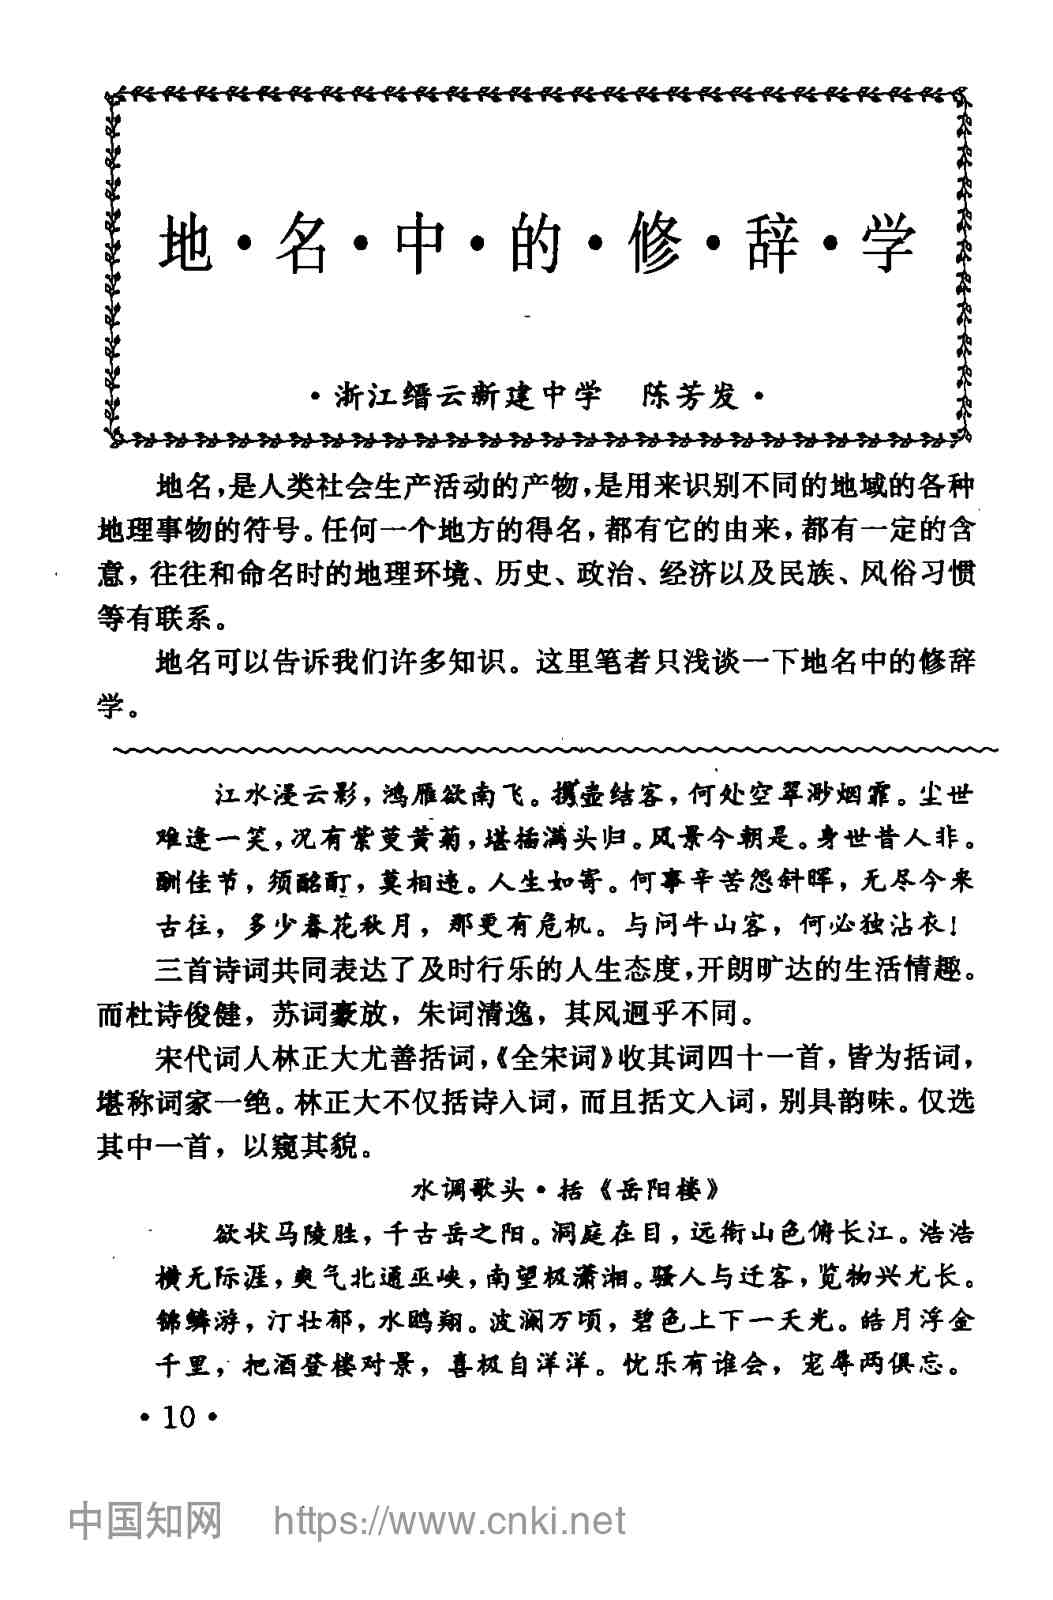 地·名·中·的·修·辞·学
·浙江缙云新建中学 陈芳发·
地名，是人类社会生产活动的产物，是用来识别不同的地域的各种
地理事物的符号。任何一个地方的得名，都有它的由来，都有一定的含
意，往往和命名时的地理环境、历史、政治、经济以及民族、风俗习惯
等有联系。
地名可以告诉我们许多知识。这里笔者只浅谈一下地名中的修辞
学。
江水浸云影，鸿雁欲南飞。携壶结客，何处空翠渺烟霏。尘世
难逢一笑，况有紫萸黄菊，堪插满头归。风景今朝是。身世昔人非。
酬佳节，须酩酊，莫相违。人生如寄。何事辛苦怨斜晖，无尽今来
古往，多少春花秋月，那更有危机。与问牛山客，何必独沾衣！
三首诗词共同表达了及时行乐的人生态度，开朗旷达的生活情趣。
而杜诗俊健，苏词豪放，朱词清逸，其风迥乎不同。
宋代词人林正大尤善括词，《全宋词》收其词四十一首，皆为括词，
堪称词家一绝。林正大不仅括诗入词，而且括文入词，别具韵味。仅选
其中一首，以窥其貌。
水调歌头·括《岳阳楼》
欲状马陵胜，千古岳之阳。洞庭在目，远衔山色俯长江。浩浩
横无际涯，爽气北通巫峡，南望极潇湘。骚人与迁客，览物兴尤长。
锦鳞游，汀壮郁，水鸥翔。波澜万顷，碧色上下一天光。皓月浮金
千里，把酒登楼对景，喜极自洋洋。忧乐有谁会，宠辱两俱忘。
·10·
中国知网 https://www.cnki.net